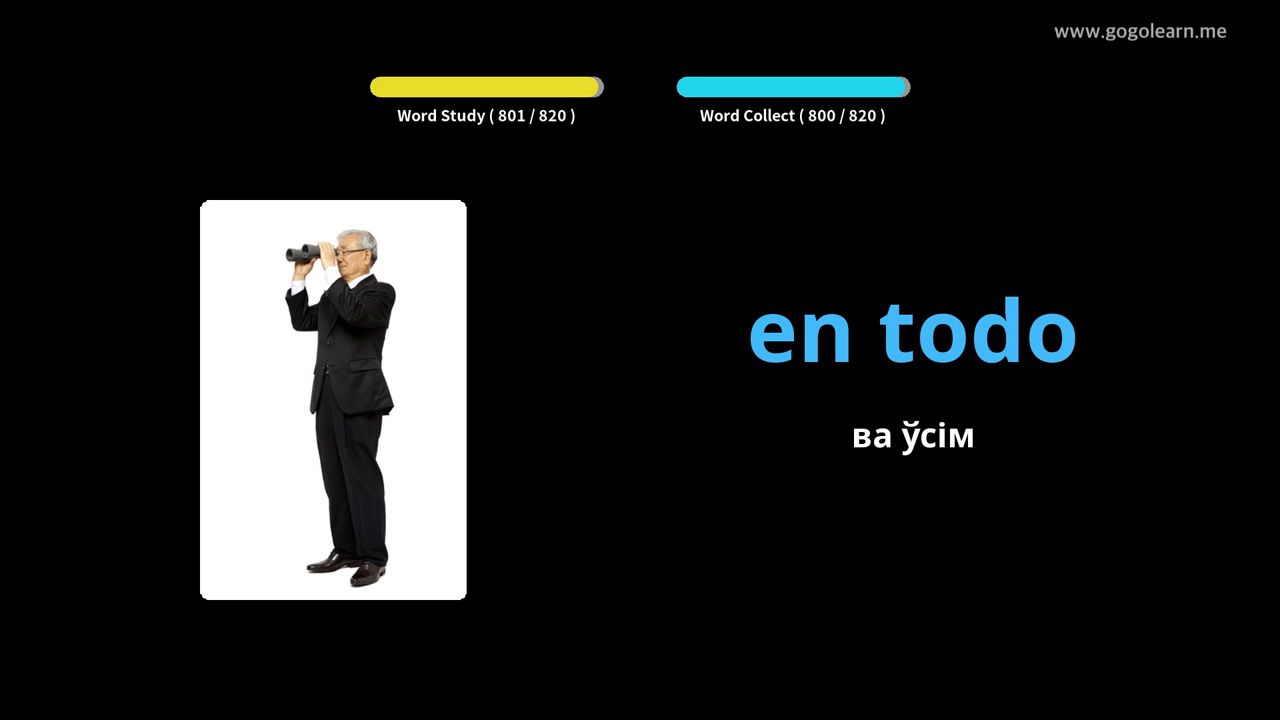 www.gogolearn.me
Word Study ( 801 / 820 )
Word Collect ( 800 / 820 )
en todo
ва ўсім